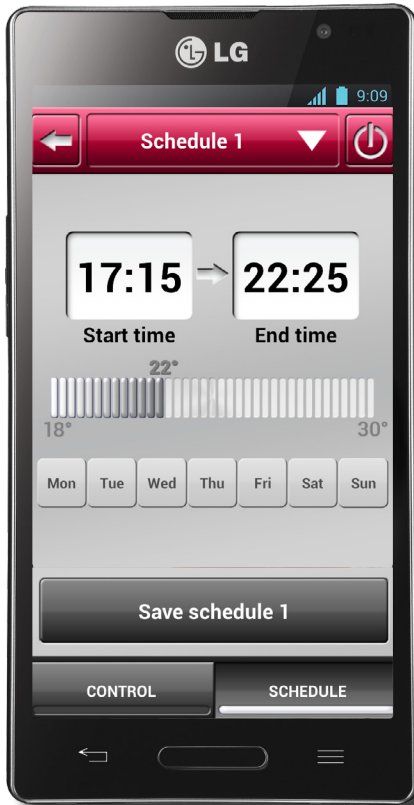 LG
9:09
Schedule 1
17:15 22:25
Start time End time
22°
18° 30°
Mon Tue Wed Thu Fri Sat Sun
Save schedule 1
CONTROL SCHEDULE